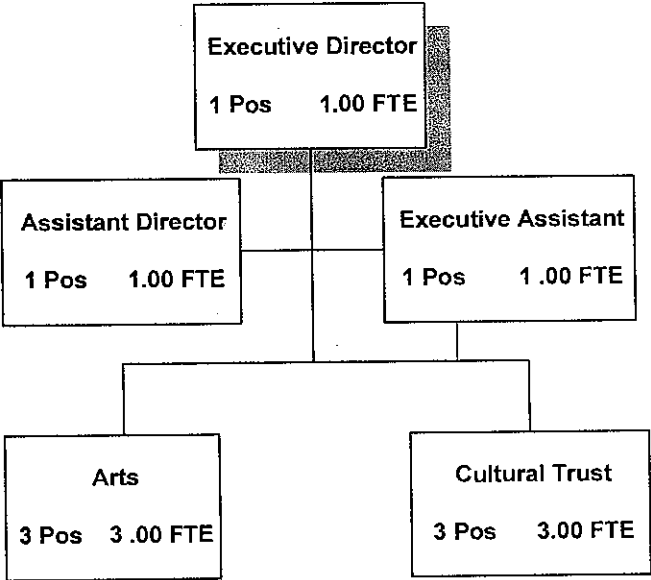 Executive Director
1 Pos 1.00 FTE
Assistant Director
1 Pos 1.00 FTE
Executive Assistant
1 Pos 1 .00 FTE
Arts
3 Pos 3 .00 FTE
Cultural Trust
3 Pos 3.00 FTE